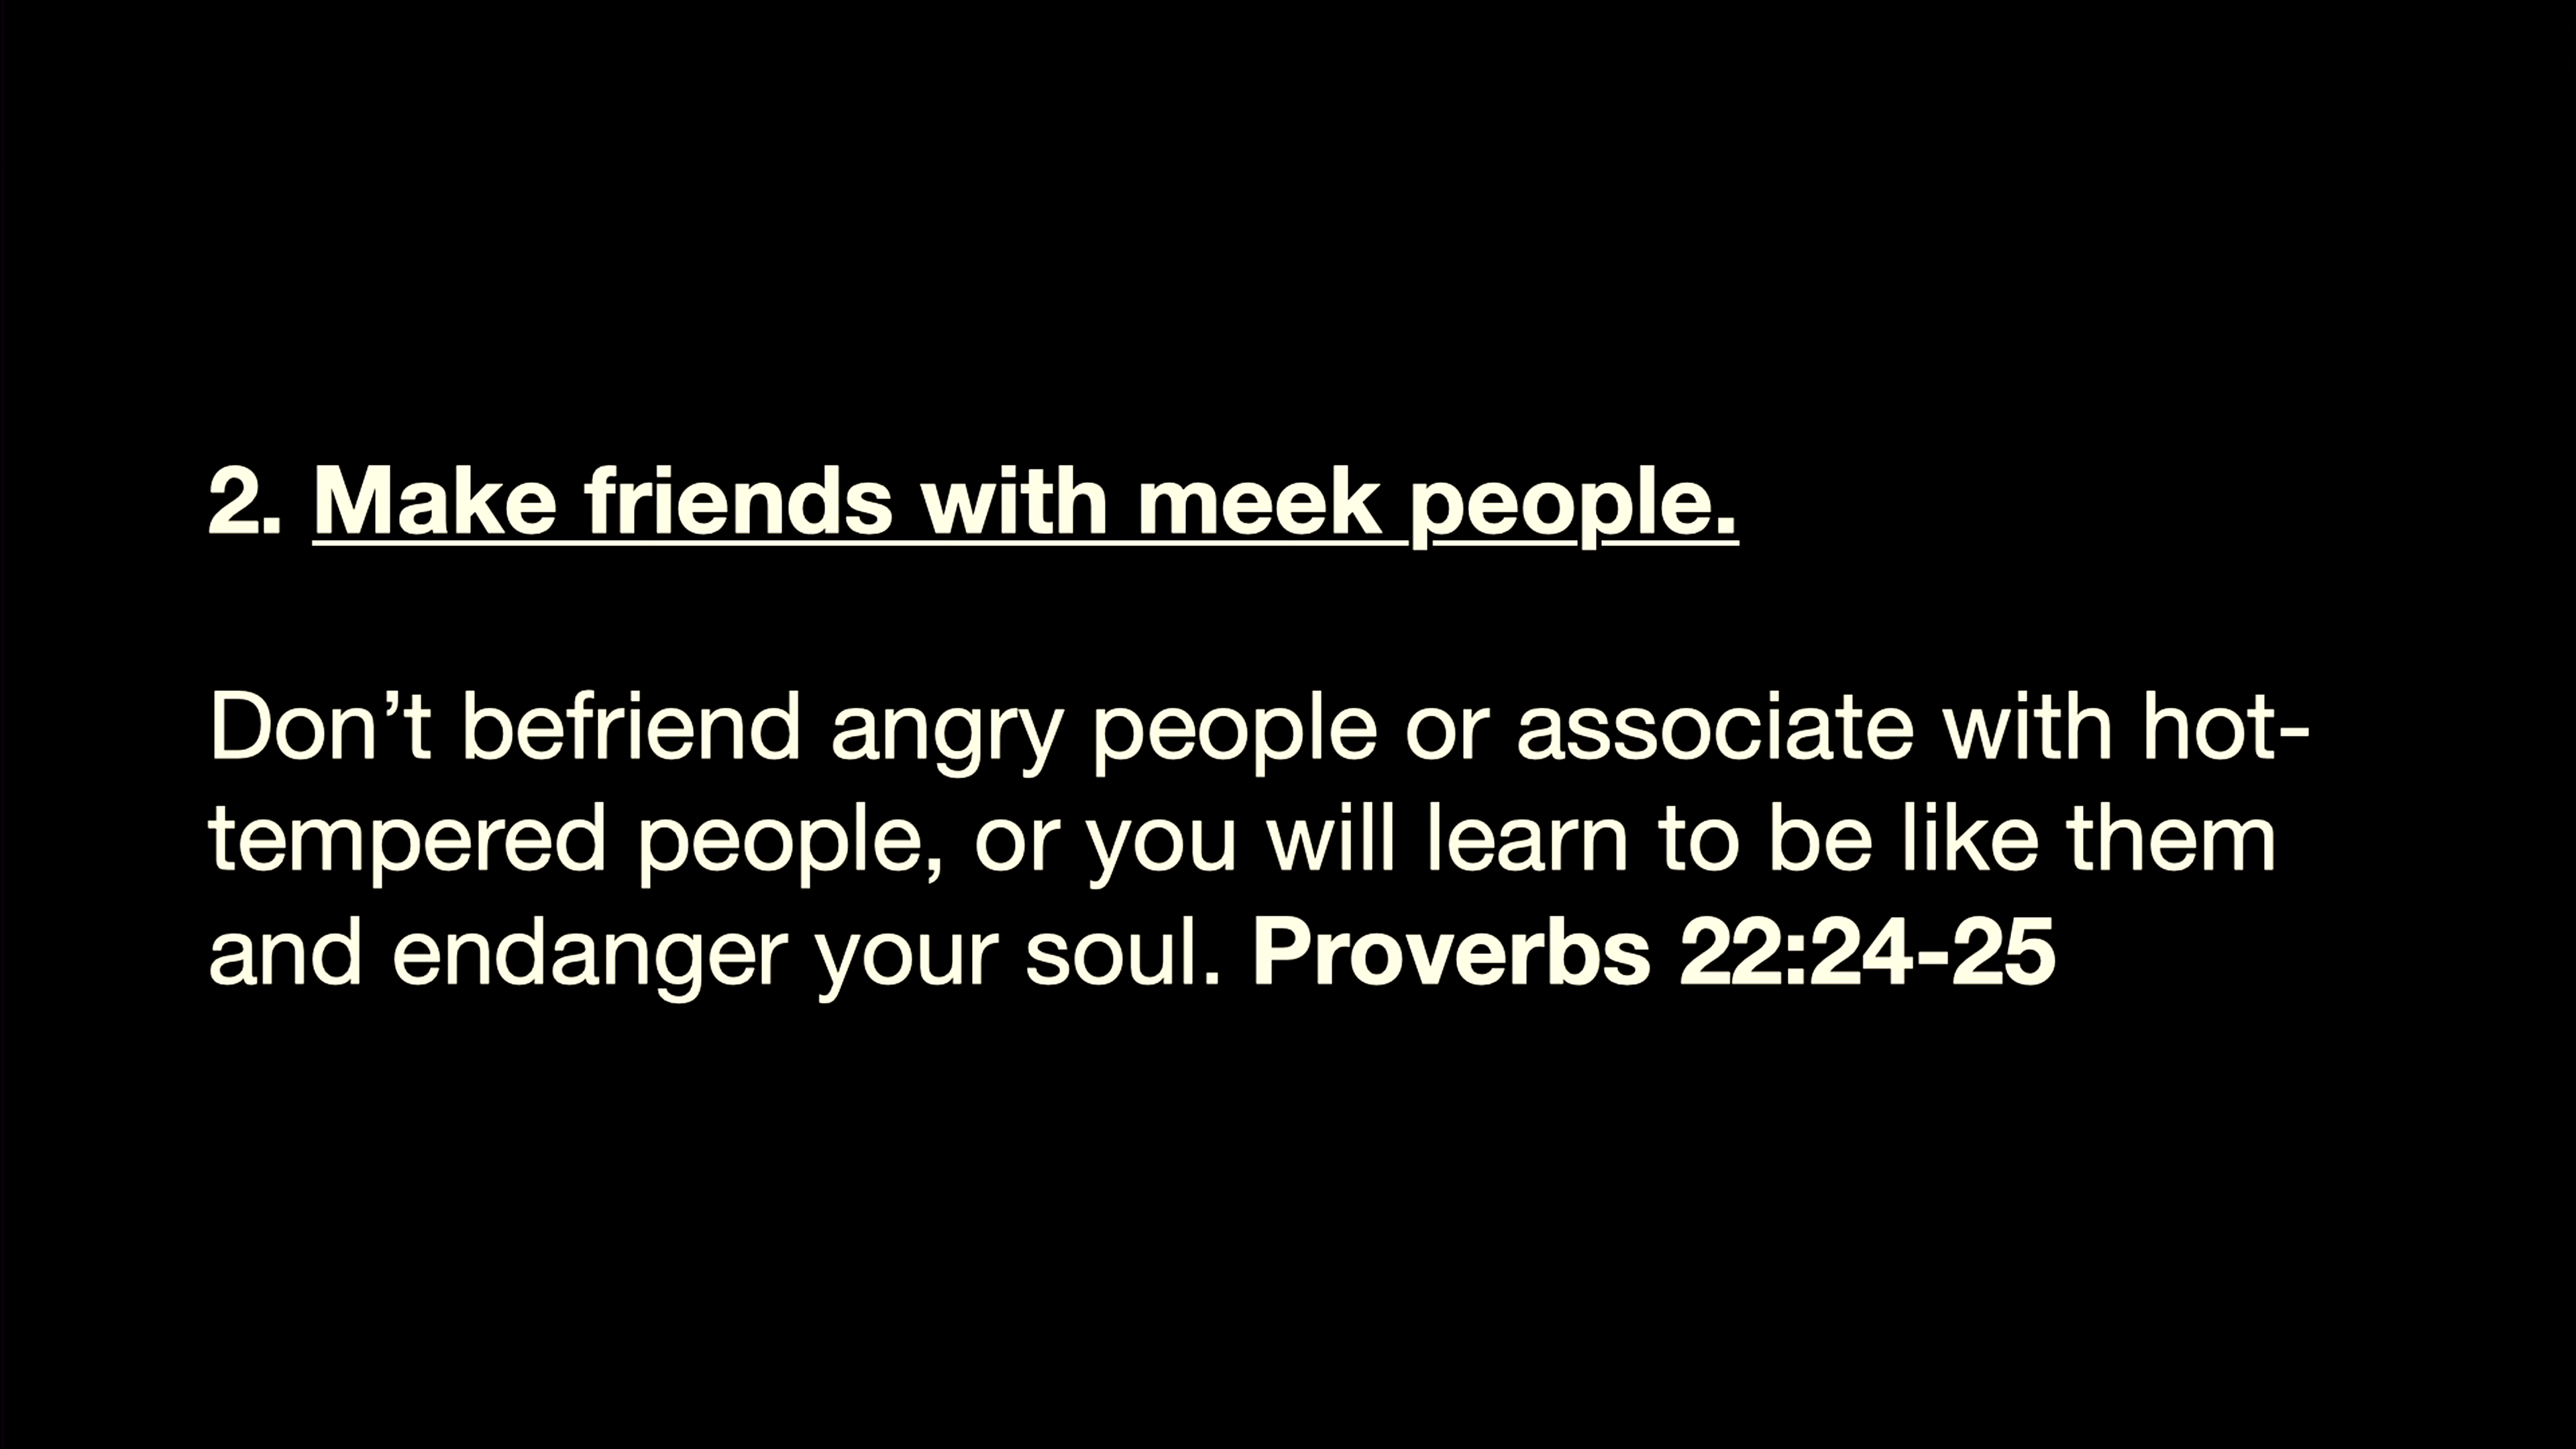 2. Make friends with meek people.
Don’t befriend angry people or associate with hot-
tempered people, or you will learn to be like them
and endanger your soul. Proverbs 22:24-25